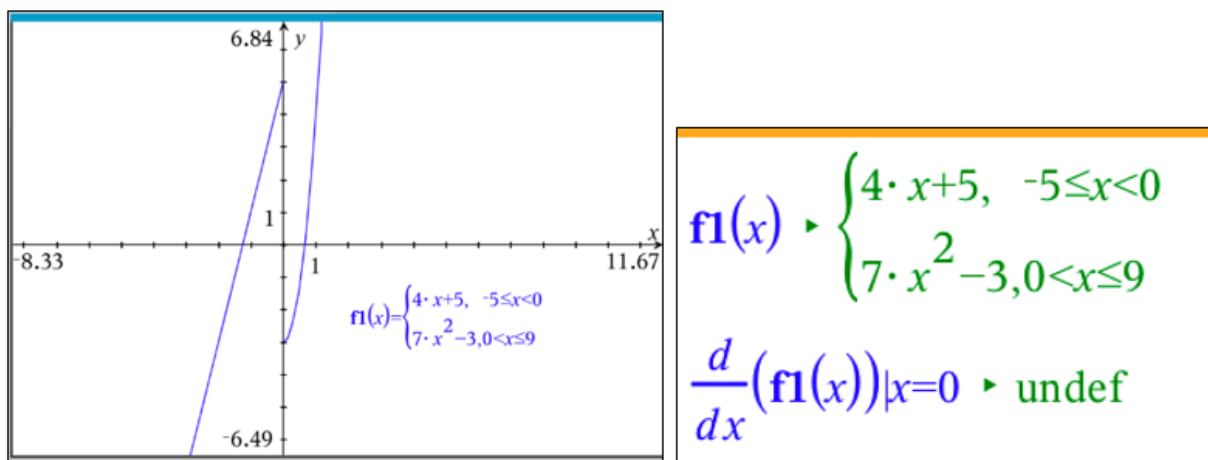 6.84 y
1 x
-8.33 1 11.67
f1(x)={4·x+5, -5≤x<0
7·x²-3,0<x≤9
-6.49
f1(x) ▸ {4·x+5, -5≤x<0
7·x²-3,0<x≤9
d/dx(f1(x))|x=0 ▸ undef